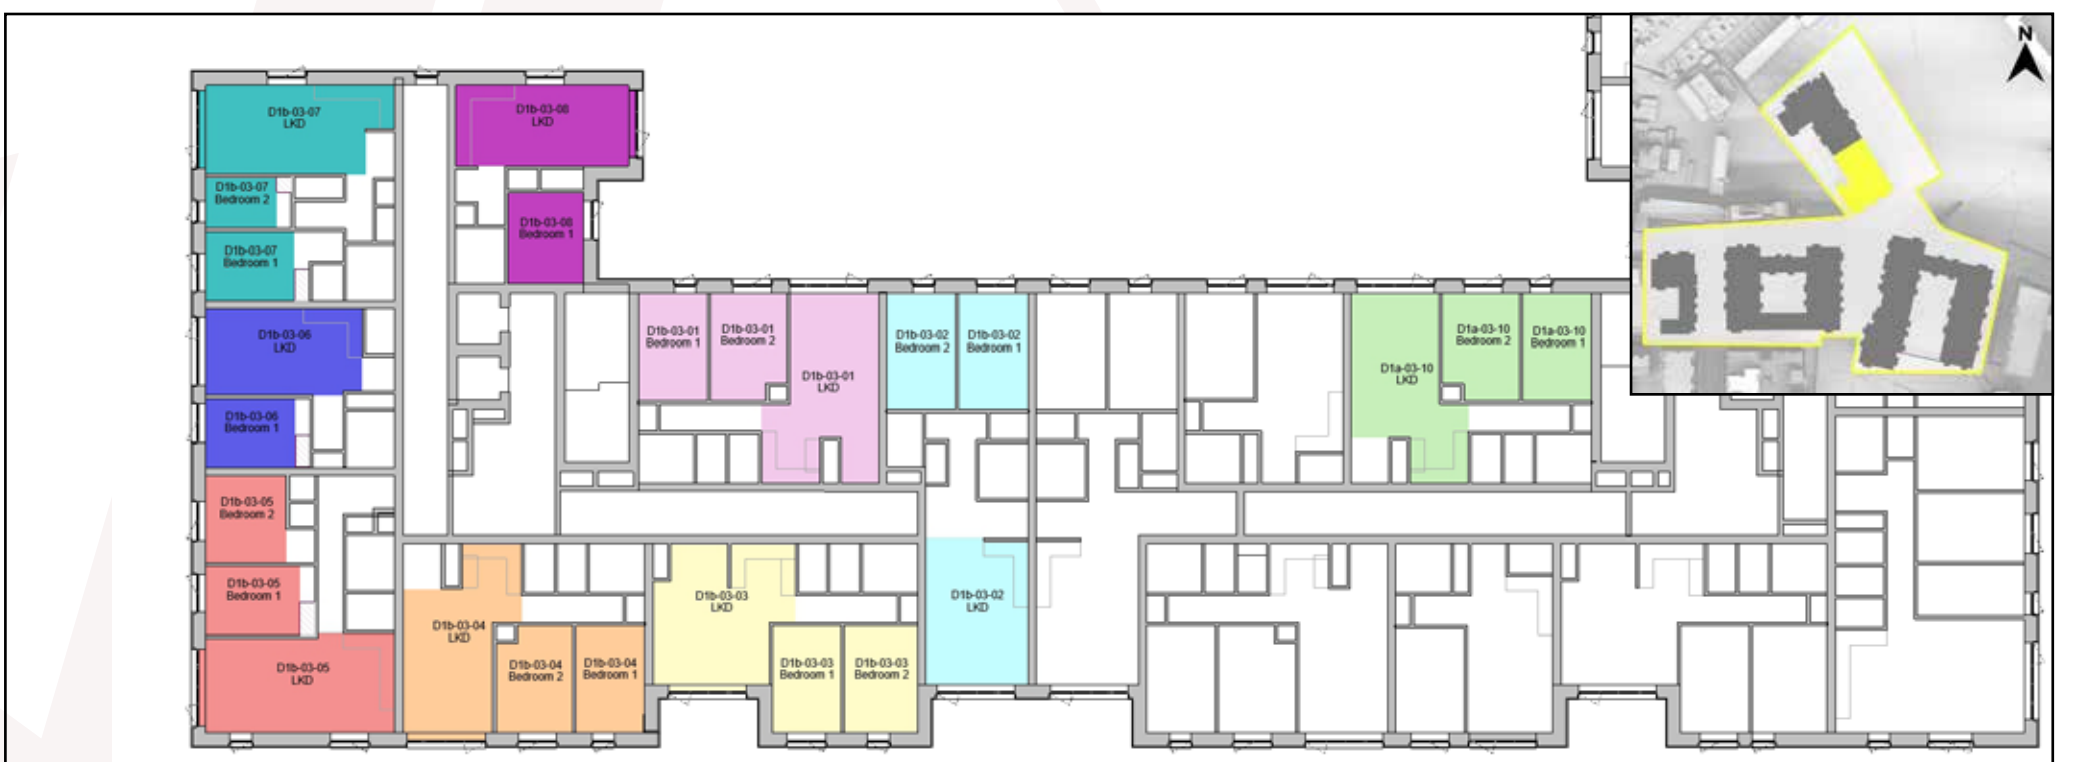 N
D1b-03-07
LKD
D1b-03-08
LKD
D1b-03-07
Bedroom 2
D1b-03-08
Bedroom 1
D1b-03-07
Bedroom 1
D1b-03-06
LKD
D1b-03-01
Bedroom 1
D1b-03-01
Bedroom 2
D1b-03-01
LKD
D1b-03-02
Bedroom 2
D1b-03-02
Bedroom 1
D1a-03-10
LKD
D1a-03-10
Bedroom 2
D1a-03-10
Bedroom 1
D1b-03-06
Bedroom 1
D1b-03-05
Bedroom 2
D1b-03-05
Bedroom 1
D1b-03-05
LKD
D1b-03-04
LKD
D1b-03-04
Bedroom 2
D1b-03-04
Bedroom 1
D1b-03-03
LKD
D1b-03-03
Bedroom 1
D1b-03-03
Bedroom 2
D1b-03-02
LKD